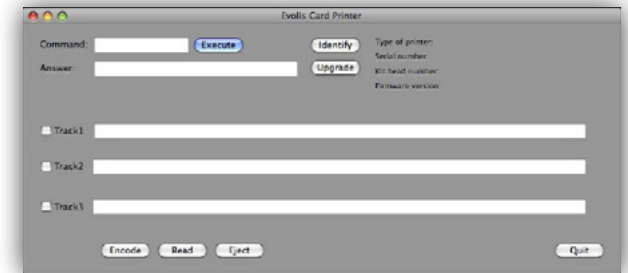 Evolis Card Printer
Command: Execute Identify Type of printer:
Serial number
Answer: Upgrade Kit head number:
Firmware version
Track1
Track2
Track3
Encode Read Eject Quit